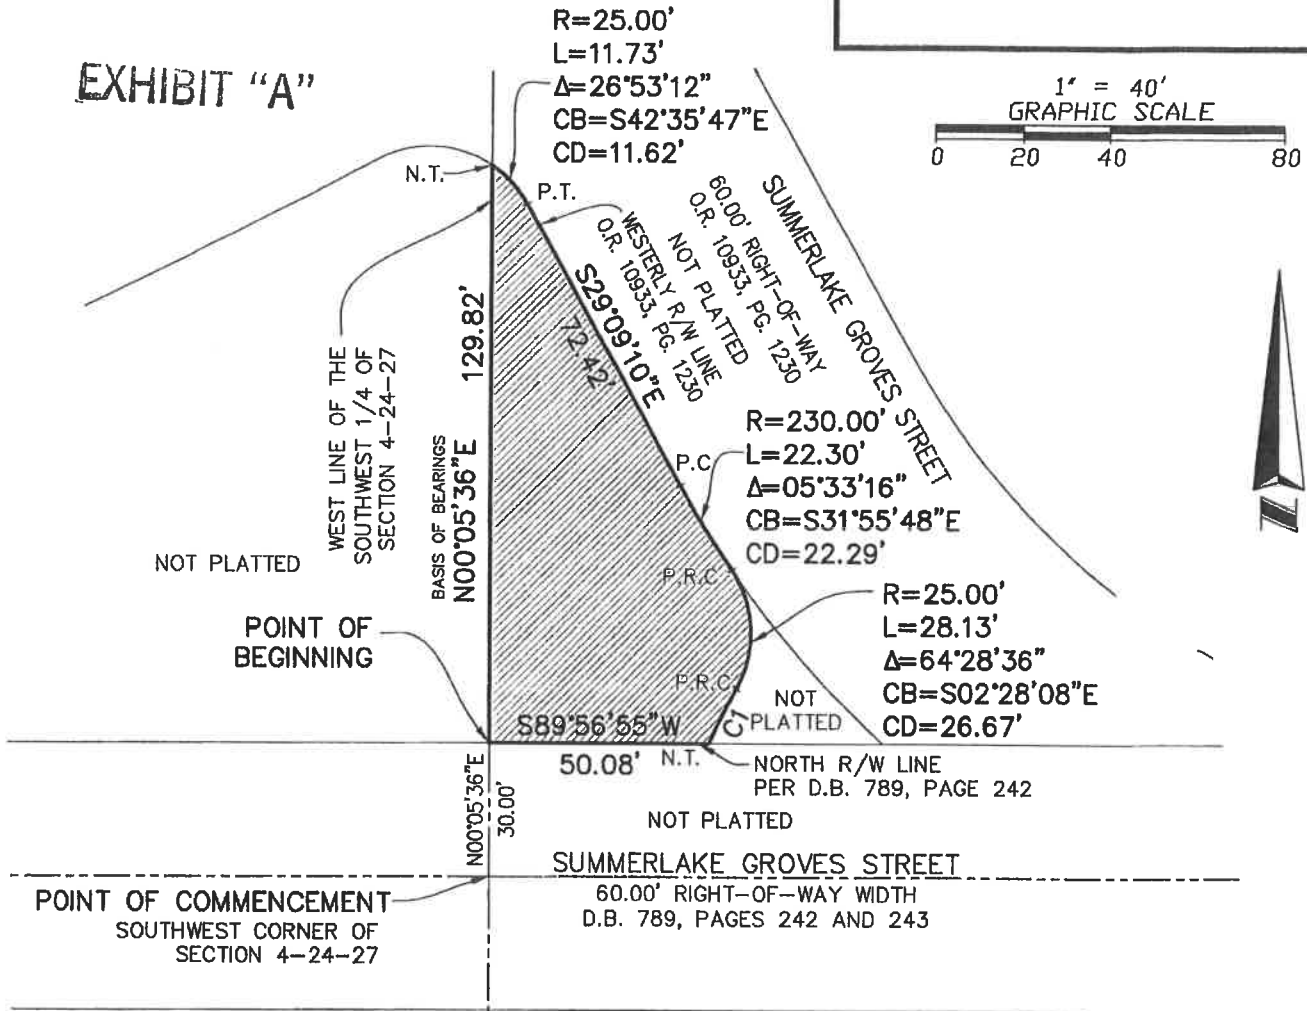 EXHIBIT "A"
R=25.00'
L=11.73'
Δ=26°53'12"
CB=S42°35'47"E
CD=11.62'
1" = 40'
GRAPHIC SCALE
0 20 40 80
N.T.
P.T.
SUMMERLAKE GROVES STREET
60.00' RIGHT-OF-WAY
O.R. 10933, PG. 1230
NOT PLATTED
WESTERLY R/W LINE
O.R. 10933, PG. 1230
S29°09'10"E
72.42'
WEST LINE OF THE
SOUTHWEST 1/4 OF
SECTION 4-24-27
129.82'
BASIS OF BEARINGS
N00°05'36"E
P.C
R=230.00'
L=22.30'
Δ=05°33'16"
CB=S31°55'48"E
CD=22.29'
NOT PLATTED
P.R.C
R=25.00'
L=28.13'
Δ=64°28'36"
CB=S02°28'08"E
CD=26.67'
POINT OF
BEGINNING
P.R.C
C1
NOT
PLATTED
S89°56'55"W
50.08'
N.T.
NORTH R/W LINE
PER D.B. 789, PAGE 242
N00°05'36"E
30.00'
NOT PLATTED
SUMMERLAKE GROVES STREET
60.00' RIGHT-OF-WAY WIDTH
D.B. 789, PAGES 242 AND 243
POINT OF COMMENCEMENT
SOUTHWEST CORNER OF
SECTION 4-24-27
N